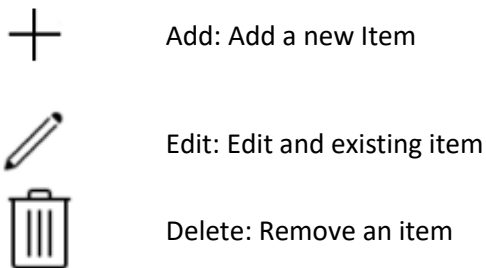 Add: Add a new Item
Edit: Edit and existing item
Delete: Remove an item